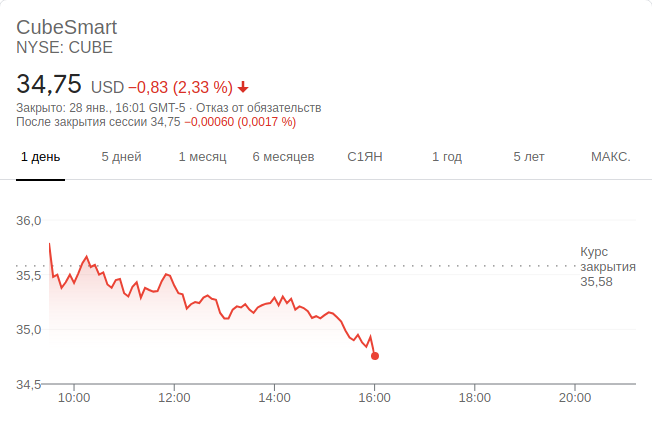 CubeSmart
NYSE: CUBE
34,75 USD −0,83 (2,33 %)
Закрыто: 28 янв., 16:01 GMT-5 · Отказ от обязательств
После закрытия сессии 34,75 −0,00060 (0,0017 %)
1 день 5 дней 1 месяц 6 месяцев С1ЯН 1 год 5 лет МАКС.
36,0
Курс
закрытия
35,5
35,58
35,0
34,5
10:00 12:00 14:00 16:00 18:00 20:00